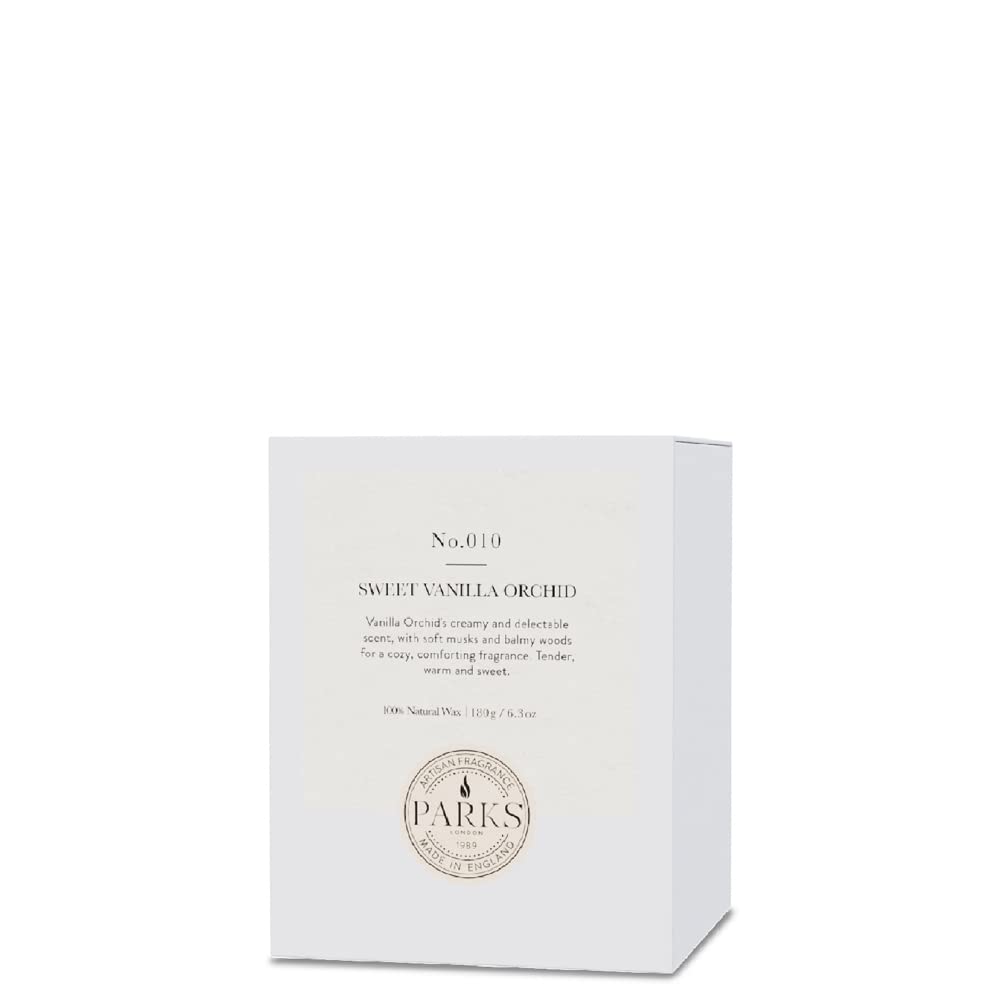 No.010
SWEET VANILLA ORCHID
Vanilla Orchid's creamy and delectable
scent, with soft musks and balmy woods
for a cozy, comforting fragrance. Tender,
warm and sweet.
100% Natural Wax | 180g / 6.3oz
ARTISAN FRAGRANCE
PARKS
LONDON
1989
MADE IN ENGLAND